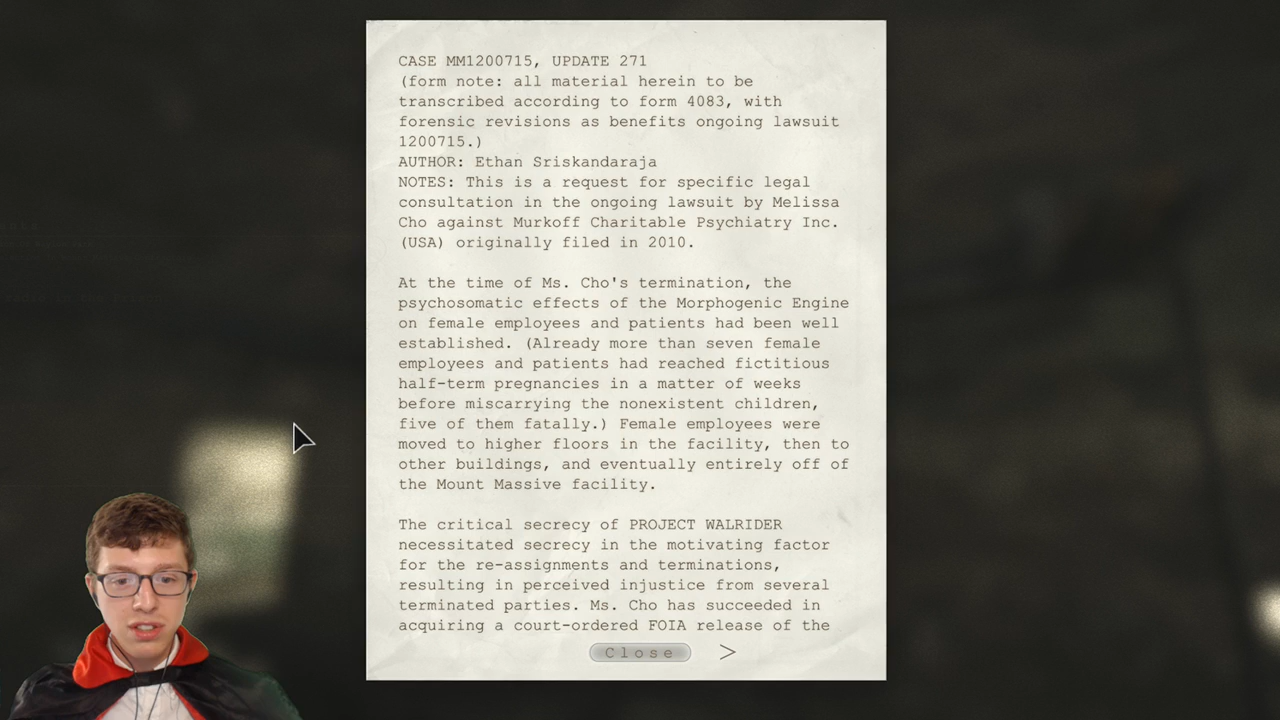 CASE MM1200715, UPDATE 271
(form note: all material herein to be
transcribed according to form 4083, with
forensic revisions as benefits ongoing lawsuit
1200715.)
AUTHOR: Ethan Sriskandaraja
NOTES: This is a request for specific legal
consultation in the ongoing lawsuit by Melissa
Cho against Murkoff Charitable Psychiatry Inc.
(USA) originally filed in 2010.
At the time of Ms. Cho's termination, the
psychosomatic effects of the Morphogenic Engine
on female employees and patients had been well
established. (Already more than seven female
employees and patients had reached fictitious
half-term pregnancies in a matter of weeks
before miscarrying the nonexistent children,
five of them fatally.) Female employees were
moved to higher floors in the facility, then to
other buildings, and eventually entirely off of
the Mount Massive facility.
The critical secrecy of PROJECT WALRIDER
necessitated secrecy in the motivating factor
for the re-assignments and terminations,
resulting in perceived injustice from several
terminated parties. Ms. Cho has succeeded in
acquiring a court-ordered FOIA release of the
Close >